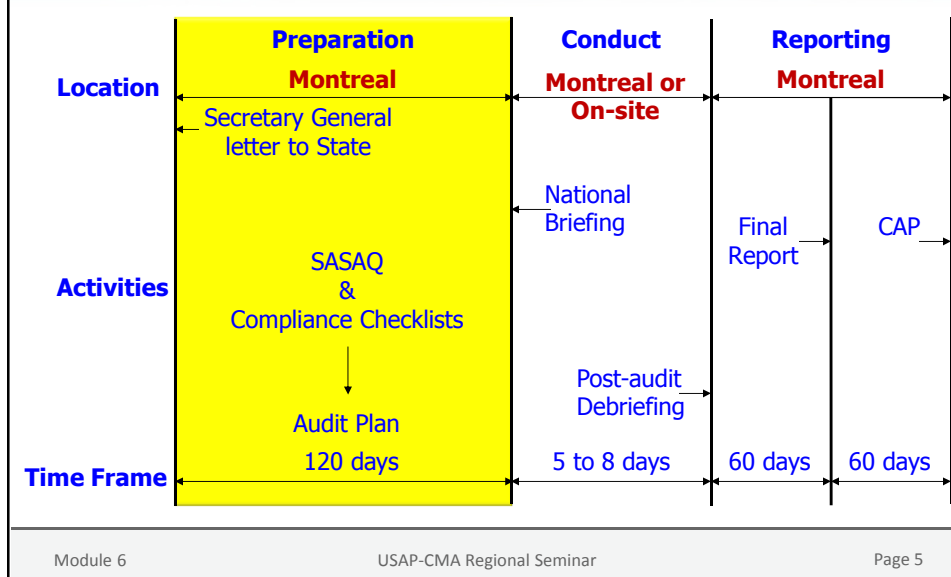 Preparation
Conduct
Reporting
Location
Montreal
Montreal or
On-site
Montreal
Secretary General
letter to State
National
Briefing
Final
Report
CAP
Activities
SASAQ
&
Compliance Checklists
Post-audit
Debriefing
Audit Plan
Time Frame
120 days
5 to 8 days
60 days
60 days
Module 6
USAP-CMA Regional Seminar
Page 5